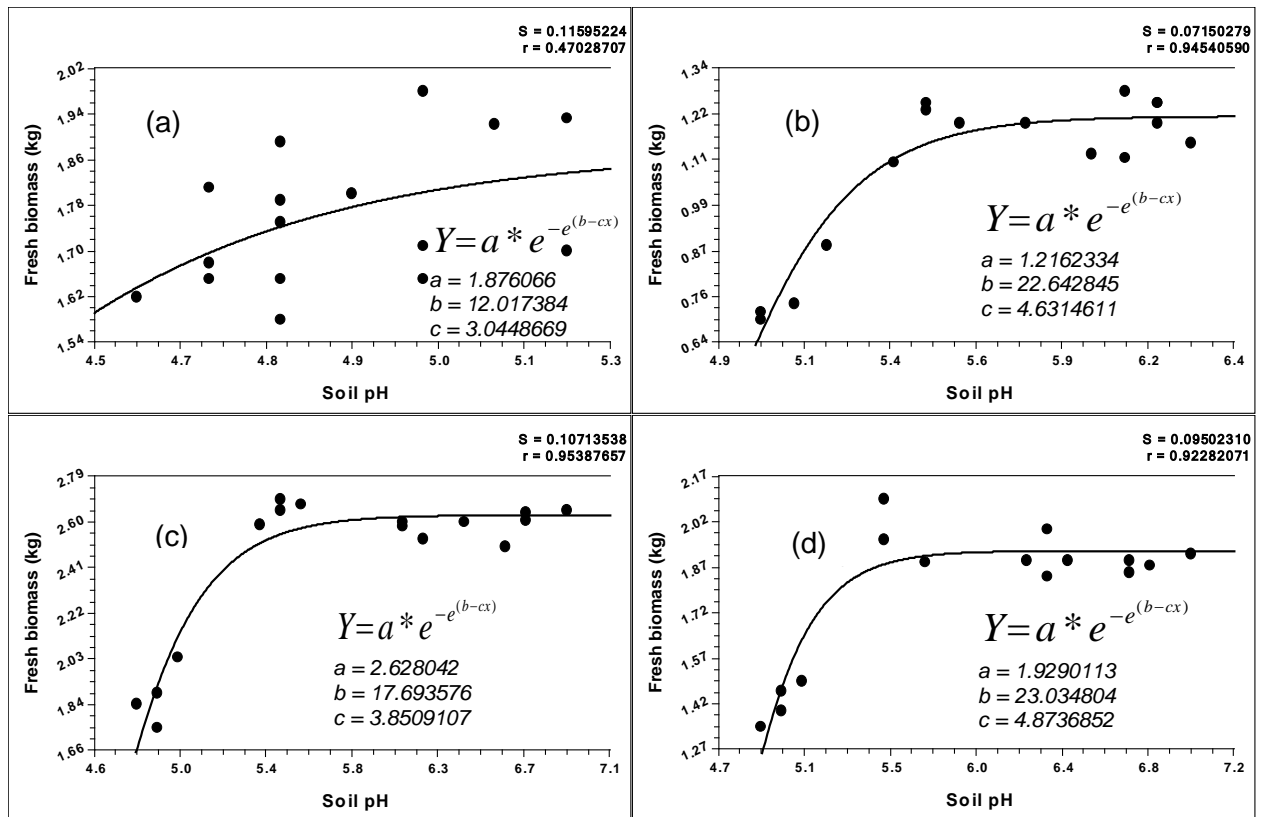 S = 0.11595224
r = 0.47028707
(a)
Fresh biomass (kg)
2.02
1.94
1.86
1.78
1.70
1.62
1.54
Y = a * e^{-e^{(b-cx)}}
a = 1.876066
b = 12.017384
c = 3.0448669
4.5 4.7 4.8 4.9 5.0 5.2 5.3
Soil pH
S = 0.07150279
r = 0.94540590
(b)
Fresh biomass (kg)
1.34
1.22
1.11
0.99
0.87
0.76
0.64
Y = a * e^{-e^{(b-cx)}}
a = 1.2162334
b = 22.642845
c = 4.6314611
4.9 5.1 5.4 5.6 5.9 6.2 6.4
Soil pH
S = 0.10713538
r = 0.95387657
(c)
Fresh biomass (kg)
2.79
2.60
2.41
2.22
2.03
1.84
1.66
Y = a * e^{-e^{(b-cx)}}
a = 2.628042
b = 17.693576
c = 3.8509107
4.6 5.0 5.4 5.8 6.3 6.7 7.1
Soil pH
S = 0.09502310
r = 0.92282071
(d)
Fresh biomass (kg)
2.17
2.02
1.87
1.72
1.57
1.42
1.27
Y = a * e^{-e^{(b-cx)}}
a = 1.9290113
b = 23.034804
c = 4.8736852
4.7 5.1 5.5 6.0 6.4 6.8 7.2
Soil pH